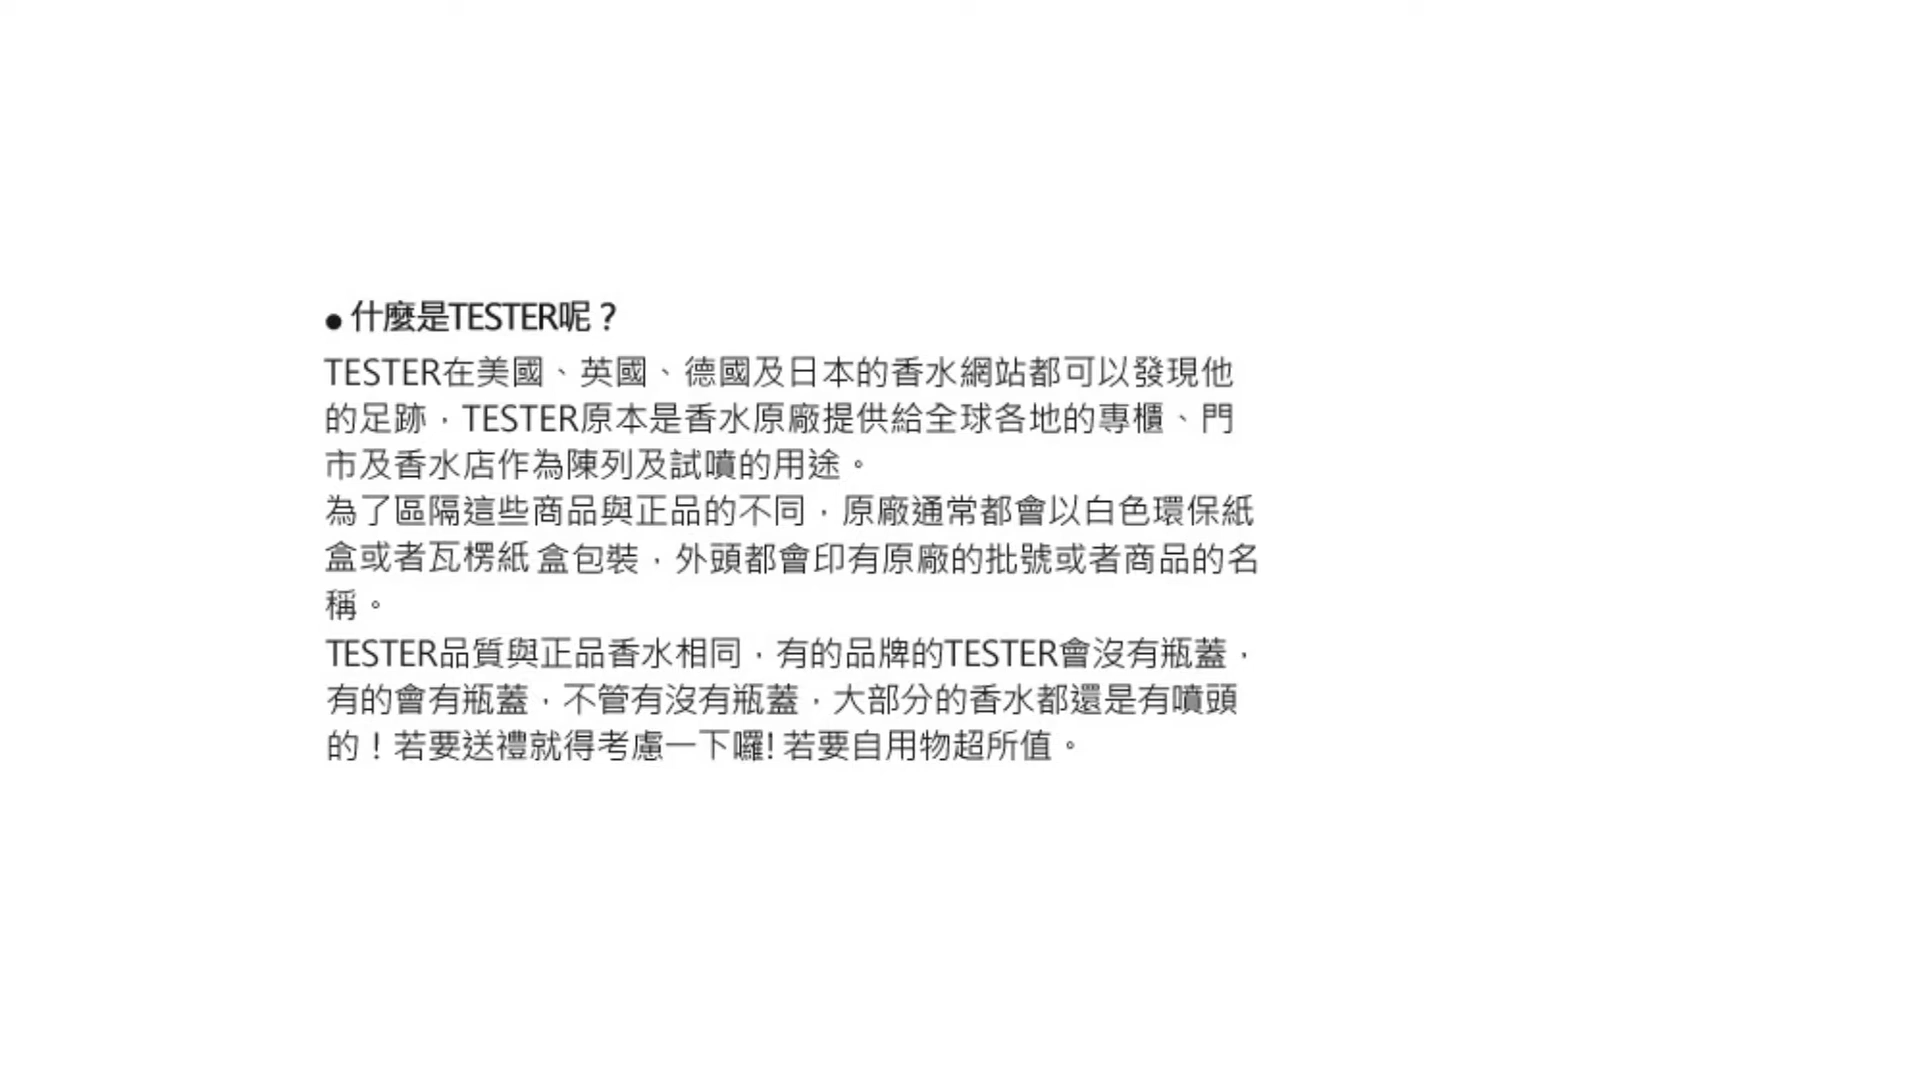 ● 什麼是TESTER呢？
TESTER在美國、英國、德國及日本的香水網站都可以發現他
的足跡，TESTER原本是香水原廠提供給全球各地的專櫃、門
市及香水店作為陳列及試噴的用途。
為了區隔這些商品與正品的不同，原廠通常都會以白色環保紙
盒或者瓦楞紙 盒包裝，外頭都會印有原廠的批號或者商品的名
稱。
TESTER品質與正品香水相同，有的品牌的TESTER會沒有瓶蓋，
有的會有瓶蓋，不管有沒有瓶蓋，大部分的香水都還是有噴頭
的！若要送禮就得考慮一下囉! 若要自用物超所值。